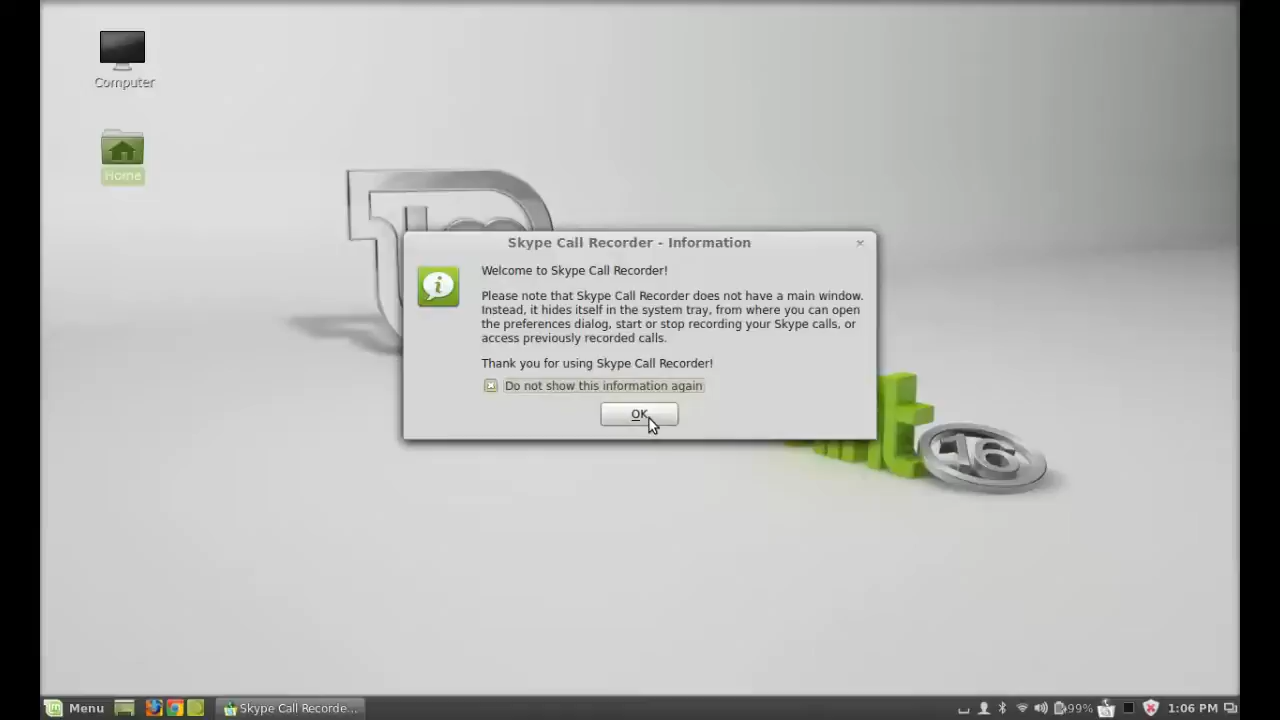 Computer
Home
Skype Call Recorder - Information
Welcome to Skype Call Recorder!
Please note that Skype Call Recorder does not have a main window.
Instead, it hides itself in the system tray, from where you can open
the preferences dialog, start or stop recording your Skype calls, or
access previously recorded calls.
Thank you for using Skype Call Recorder!
Do not show this information again
OK
16
Menu
Skype Call Recorde...
99%
1:06 PM